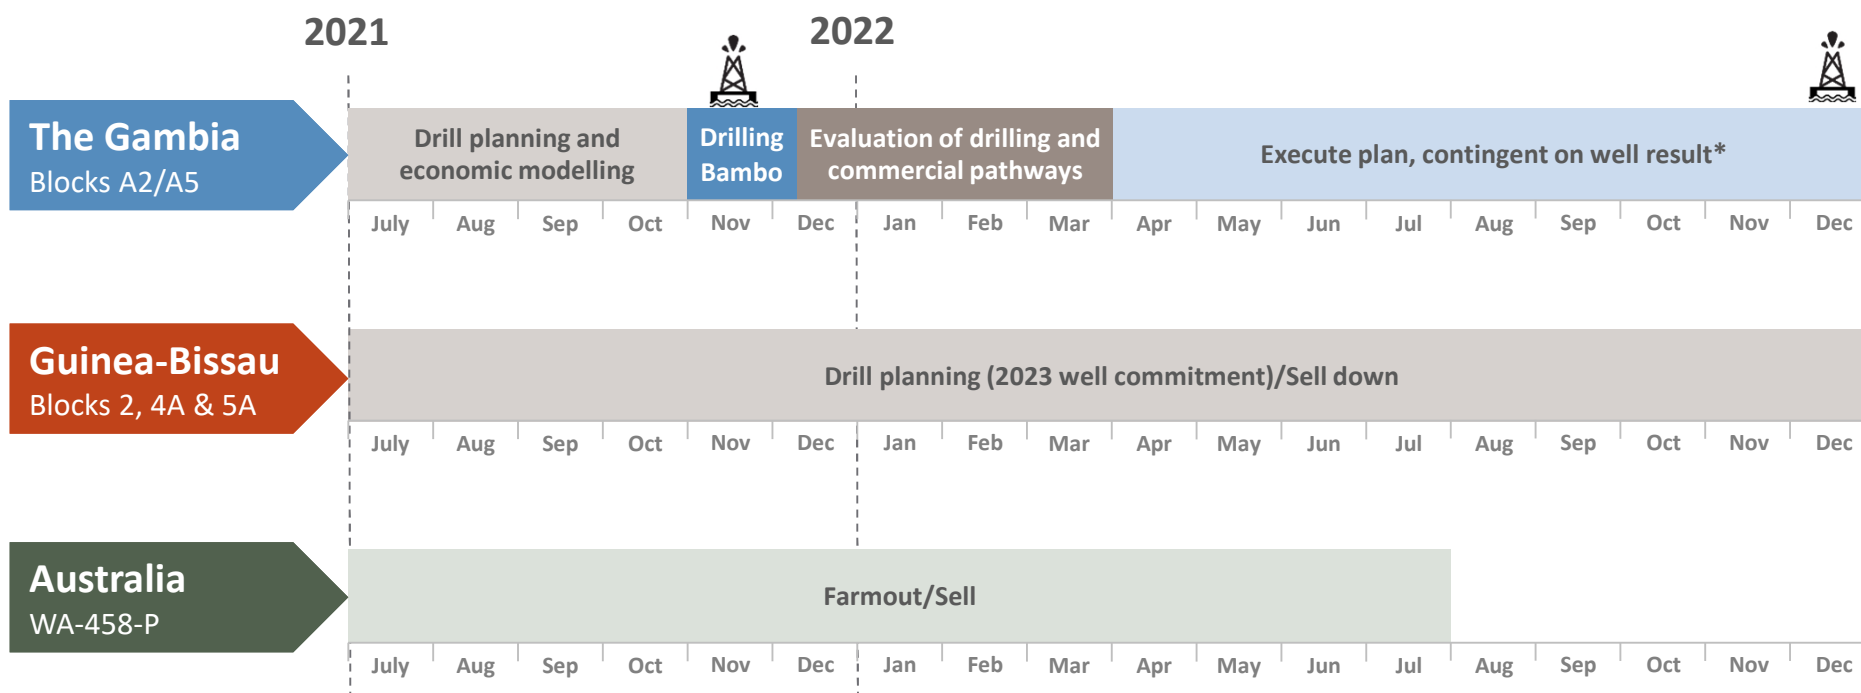 2021
2022
The Gambia
Blocks A2/A5
Drill planning and
economic modelling
Drilling
Bambo
Evaluation of drilling and
commercial pathways
Execute plan, contingent on well result*
July Aug Sep Oct Nov Dec Jan Feb Mar Apr May Jun Jul Aug Sep Oct Nov Dec
Guinea-Bissau
Blocks 2, 4A & 5A
Drill planning (2023 well commitment)/Sell down
July Aug Sep Oct Nov Dec Jan Feb Mar Apr May Jun Jul Aug Sep Oct Nov Dec
Australia
WA-458-P
Farmout/Sell
July Aug Sep Oct Nov Dec Jan Feb Mar Apr May Jun Jul Aug Sep Oct Nov Dec